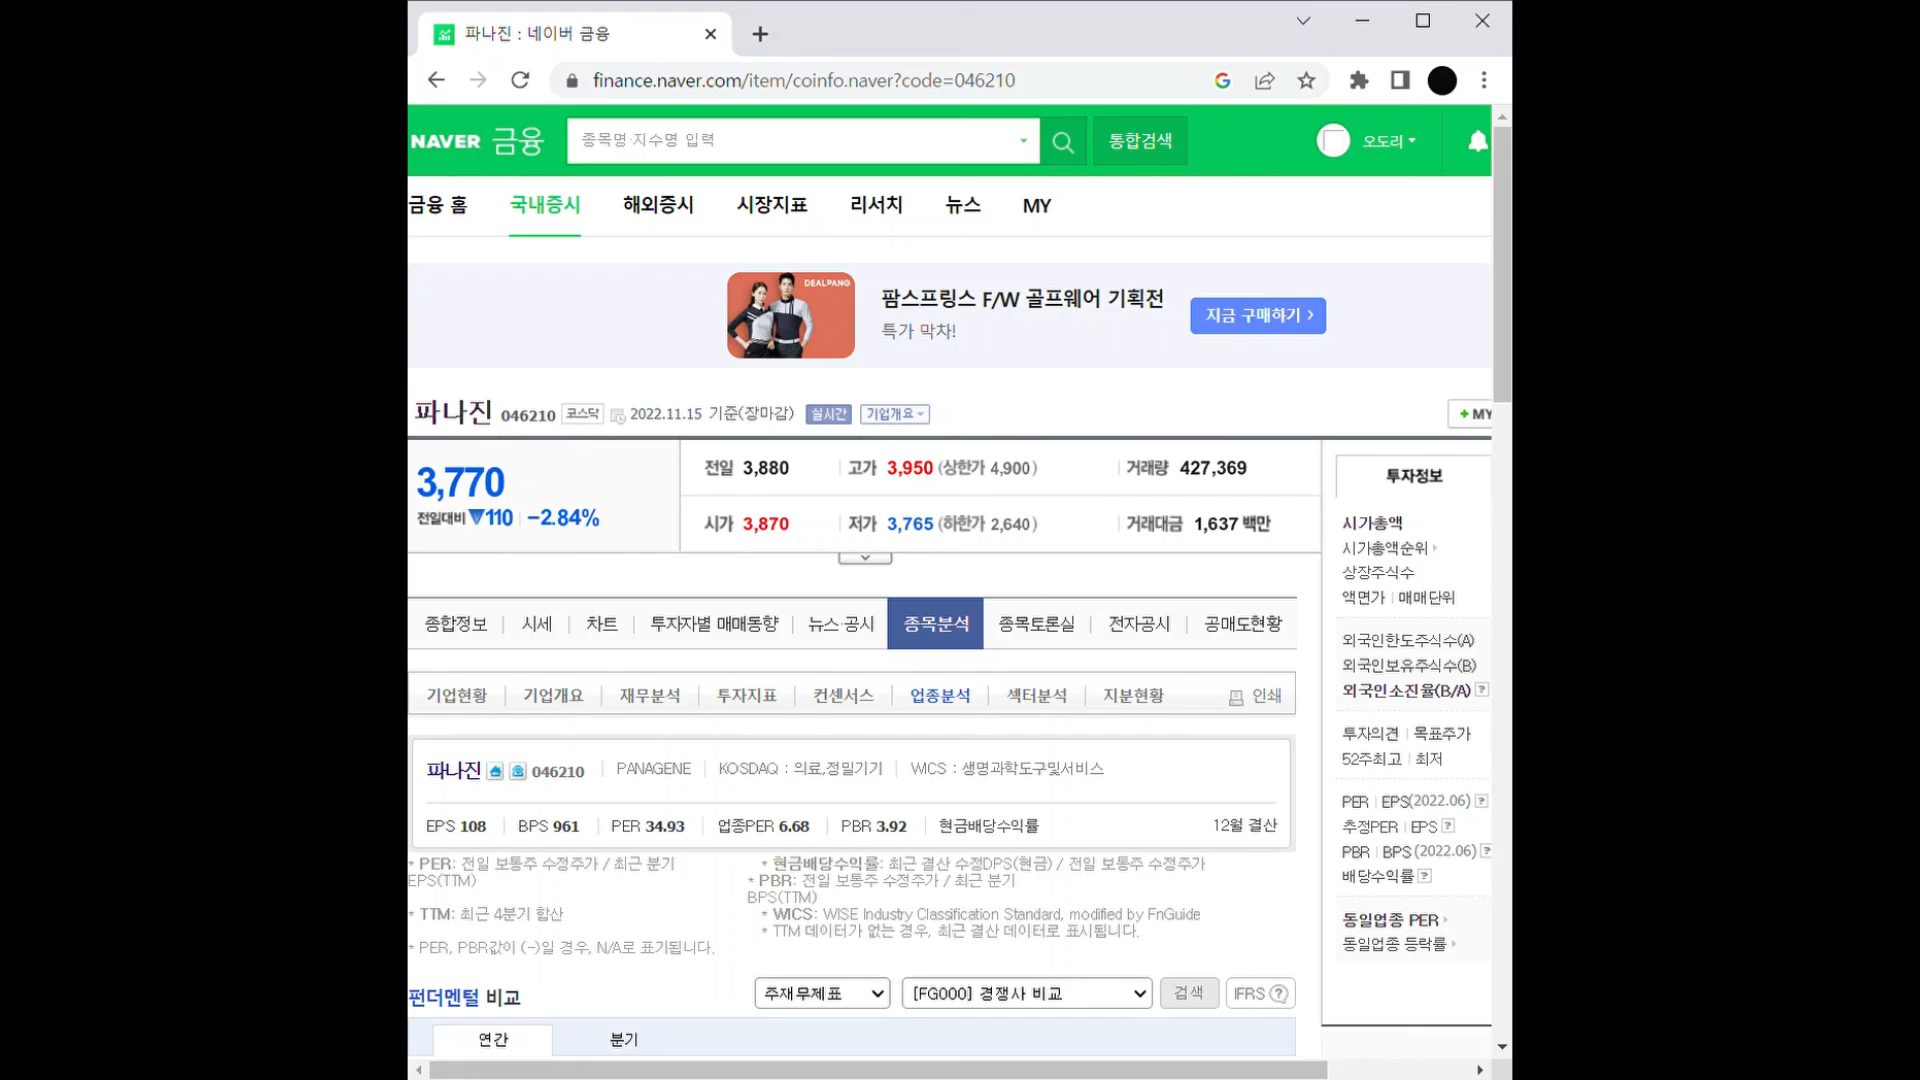 파나진 : 네이버 금융
finance.naver.com/item/coinfo.naver?code=046210
NAVER 금융 종목명·지수명 입력 통합검색 오도리
금융 홈 국내증시 해외증시 시장지표 리서치 뉴스 MY
DEALPANG
팜스프링스 F/W 골프웨어 기획전
특가 막차!
지금 구매하기
파나진 046210 코스닥 2022.11.15 기준(장마감) 실시간 기업개요 + MY
3,770
전일대비 ▼110 -2.84%
전일 3,880 고가 3,950 (상한가 4,900) 거래량 427,369
시가 3,870 저가 3,765 (하한가 2,640) 거래대금 1,637 백만
종합정보 시세 차트 투자자별 매매동향 뉴스·공시 종목분석 종목토론실 전자공시 공매도현황
기업현황 기업개요 재무분석 투자지표 컨센서스 업종분석 섹터분석 지분현황 인쇄
파나진 046210 PANAGENE KOSDAQ : 의료,정밀기기 WICS : 생명과학도구및서비스
EPS 108 BPS 961 PER 34.93 업종PER 6.68 PBR 3.92 현금배당수익률 12월 결산
* PER: 전일 보통주 수정주가 / 최근 분기
EPS(TTM)
* TTM: 최근 4분기 합산
* PER, PBR값이 (-)일 경우, N/A로 표기됩니다.
* 현금배당수익률: 최근 결산 수정DPS(현금) / 전일 보통주 수정주가
* PBR: 전일 보통주 수정주가 / 최근 분기
BPS(TTM)
* WICS: WISE Industry Classification Standard, modified by FnGuide
* TTM 데이터가 없는 경우, 최근 결산 데이터로 표시됩니다.
펀더멘털 비교 주재무제표 [FG000] 경쟁사 비교 검색 IFRS ?
연간 분기
투자정보
시가총액
시가총액순위
상장주식수
액면가 매매단위
외국인한도주식수(A)
외국인보유주식수(B)
외국인소진율(B/A) ?
투자의견 목표주가
52주최고 최저
PER EPS(2022.06) ?
추정PER EPS ?
PBR BPS(2022.06) ?
배당수익률 ?
동일업종 PER
동일업종 등락률